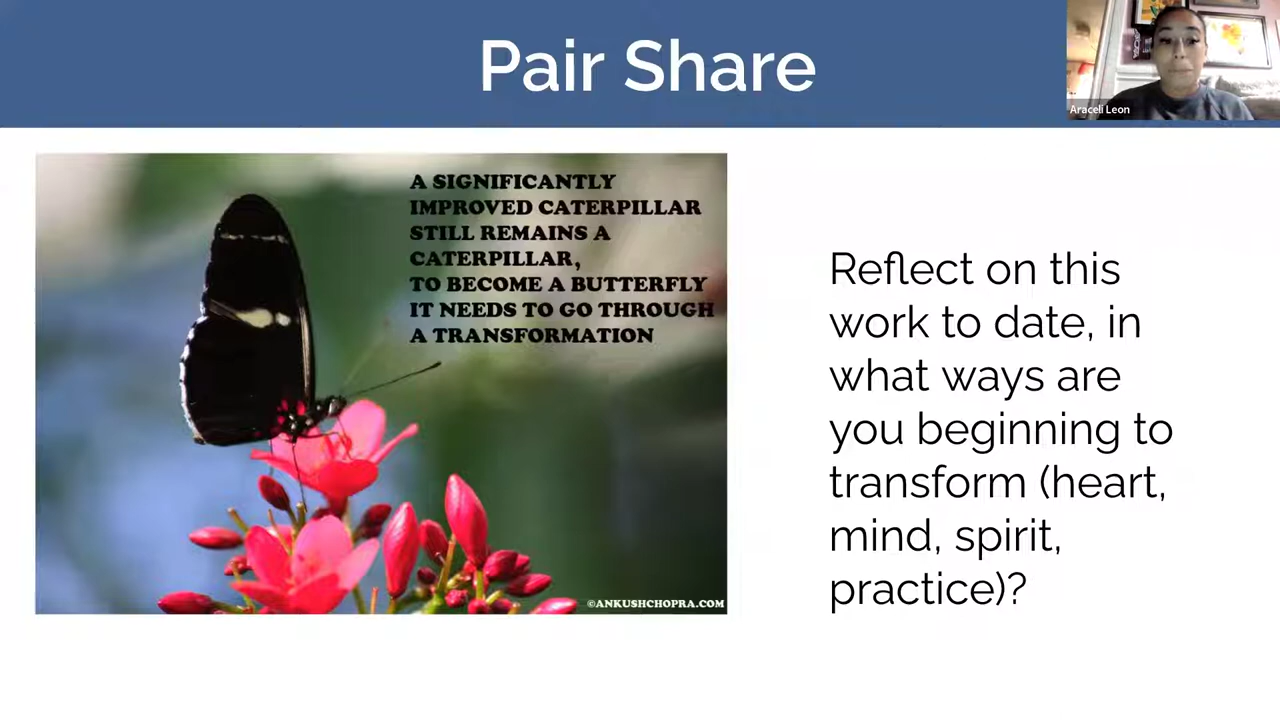 Pair Share
Araceli Leon
A SIGNIFICANTLY
IMPROVED CATERPILLAR
STILL REMAINS A
CATERPILLAR,
TO BECOME A BUTTERFLY
IT NEEDS TO GO THROUGH
A TRANSFORMATION
©ANKUSHCHOPRA.COM
Reflect on this
work to date, in
what ways are
you beginning to
transform (heart,
mind, spirit,
practice)?